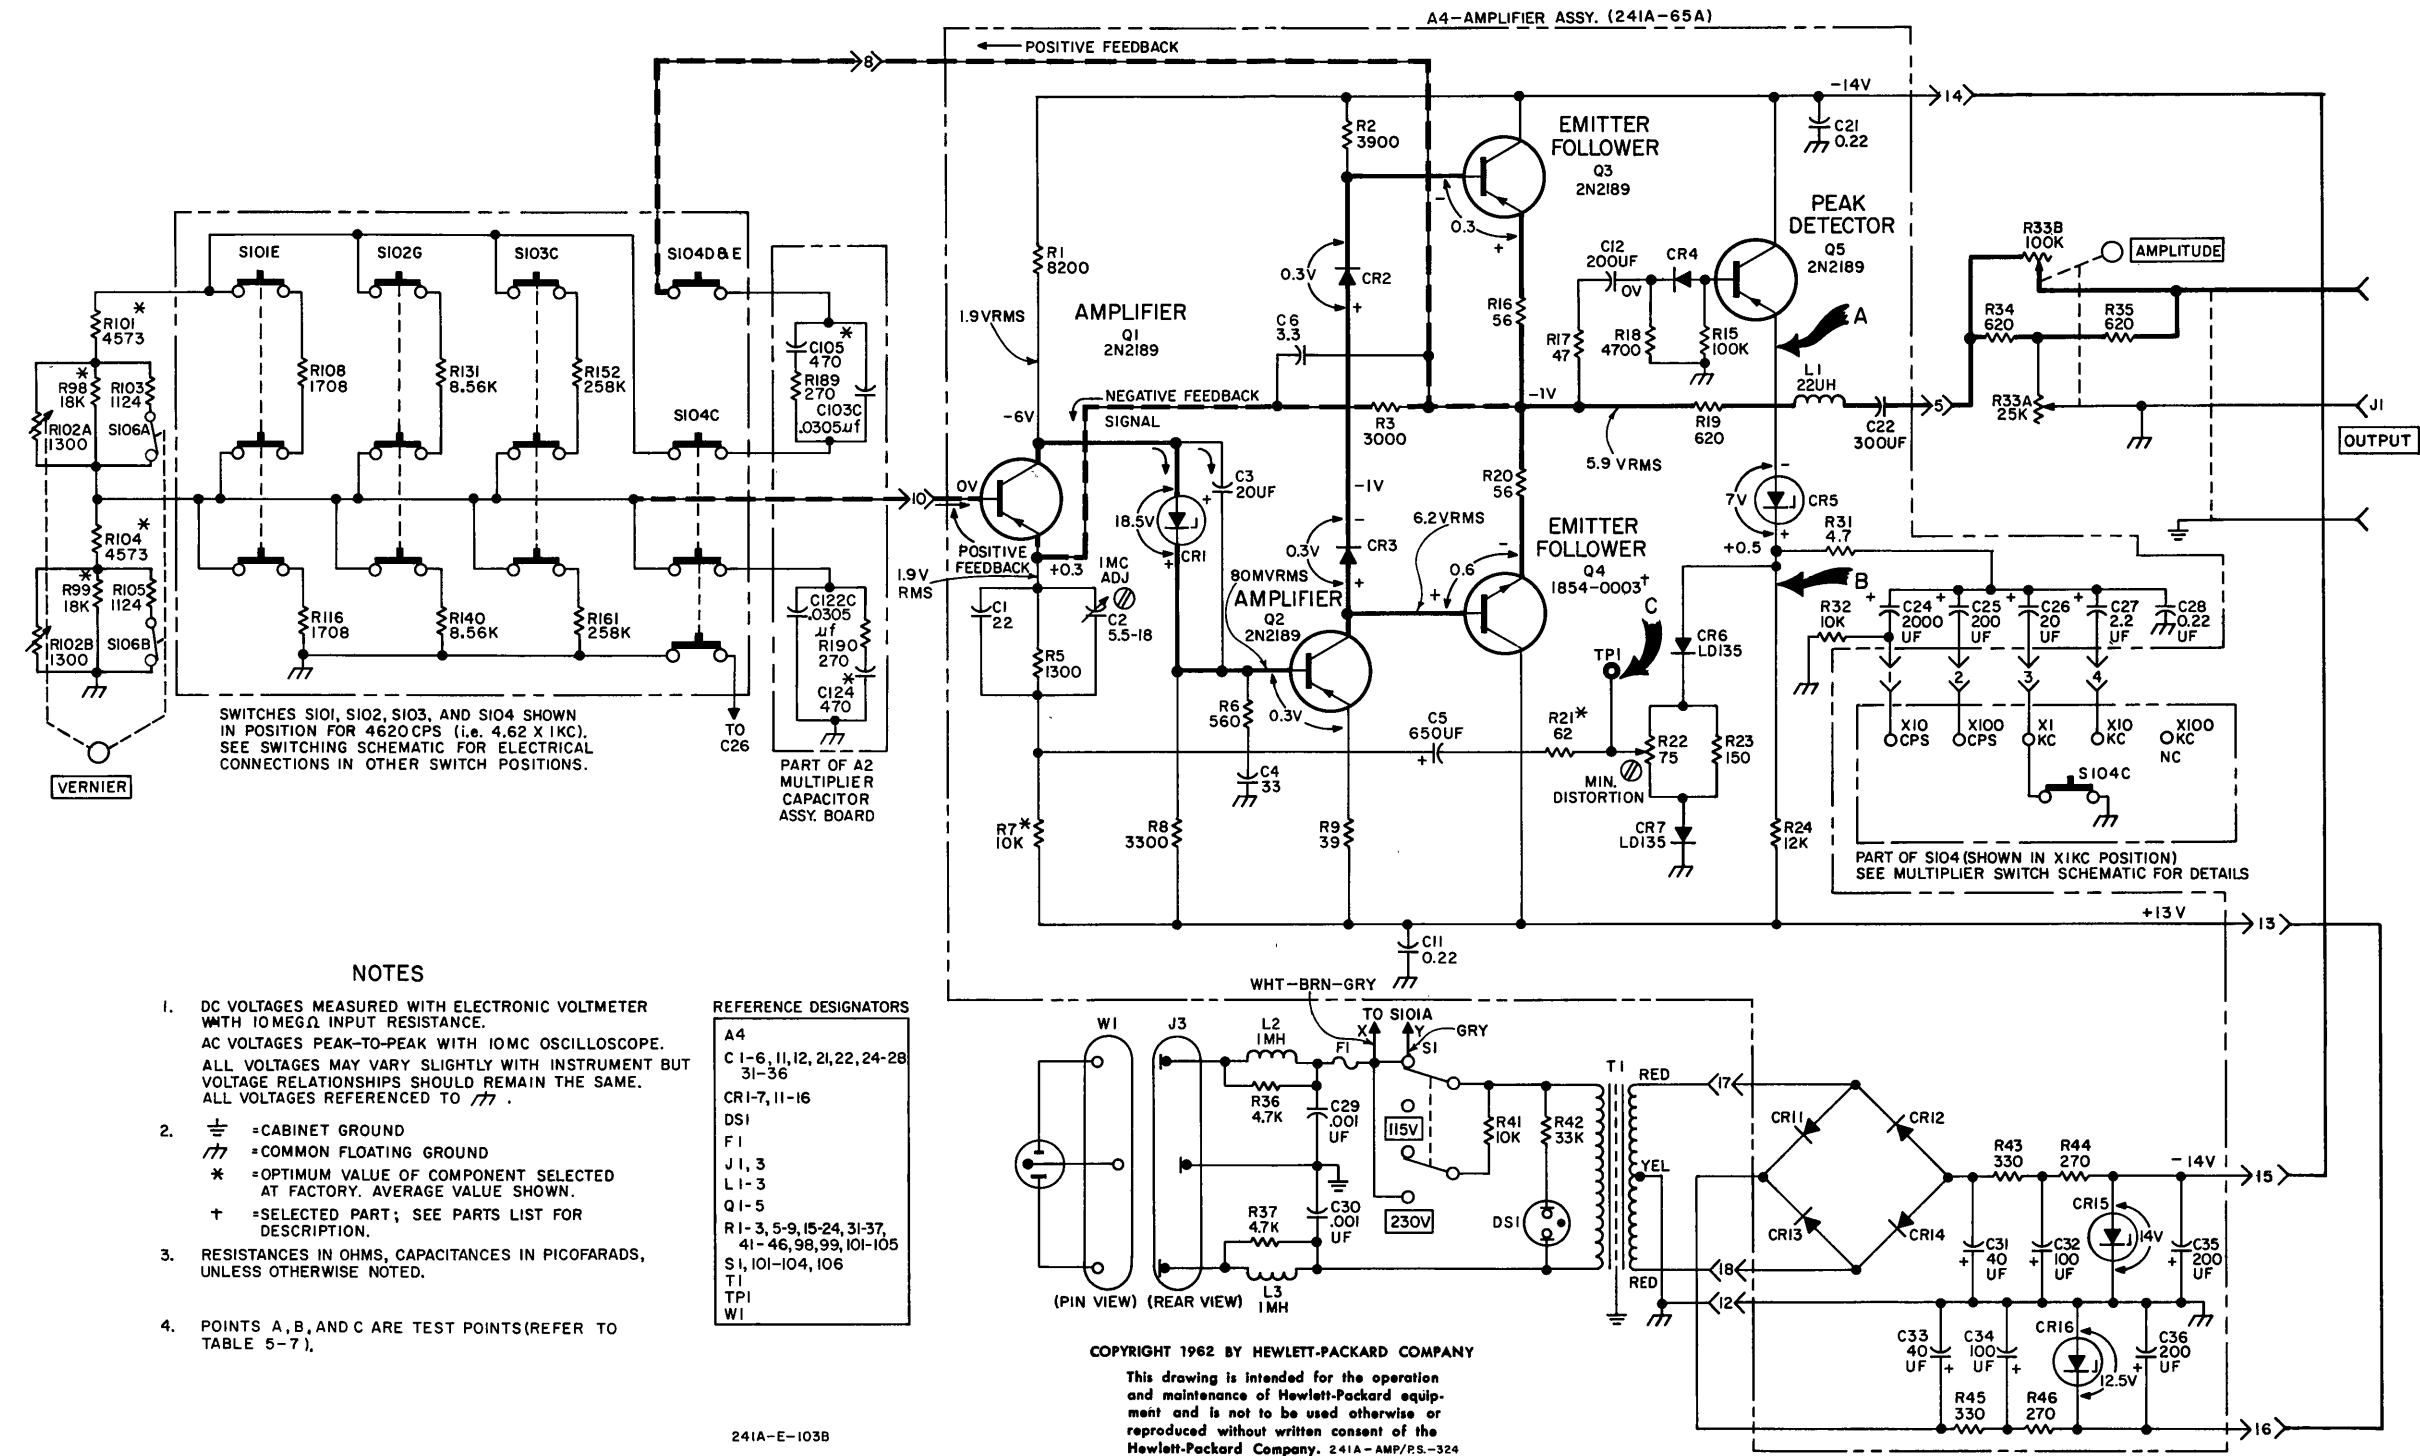 A4-AMPLIFIER ASSY. (241A-65A)
POSITIVE FEEDBACK
8
-14V
14
C21
0.22
R2
3900
EMITTER
FOLLOWER
Q3
2N2189
PEAK
DETECTOR
Q5
2N2189
S101E
S102G
S103C
S104D&E
R1
8200
0.3V
CR2
+
-
0.3
+
C12
200UF
CR4
0V
R33B
100K
AMPLITUDE
*
R101
4573
AMPLIFIER
Q1
2N2189
1.9VRMS
C6
3.3
R16
56
R17
47
R18
4700
R15
100K
A
R34
620
R35
620
*
R98
18K
R103
1124
R102A
1300
S106A
R108
1708
R131
8.56K
R152
258K
*
C105
470
R189
270
C103C
.0305uf
NEGATIVE FEEDBACK
SIGNAL
-6V
R3
3000
-1V
L1
22UH
R19
620
C22
300UF
5
R33A
25K
J1
OUTPUT
S104C
5.9 VRMS
10
0V
POSITIVE
FEEDBACK
18.5V
CR1
+
+
C3
20UF
-1V
R20
56
6.2VRMS
7V
-
+
CR5
*
R104
4573
0.3V
-
+
CR3
EMITTER
FOLLOWER
Q4
1854-0003†
-
0.6
+
+0.5
R31
4.7
*
R99
18K
R105
1124
R102B
1300
S106B
R116
1708
R140
8.56K
R161
258K
C122C
.0305
uf
R190
270
*
C124
470
1.9V
RMS
+0.3
1MC
ADJ
C1
22
C2
5.5-18
R5
1300
80MVRMS
AMPLIFIER
Q2
2N2189
R6
560
0.3V
C4
33
C
TP1
CR6
LD135
B
R32
10K
+
C24
2000
UF
+
C25
200
UF
+
C26
20
UF
+
C27
2.2
UF
C28
0.22
UF
1
2
3
4
SWITCHES S101, S102, S103, AND S104 SHOWN
IN POSITION FOR 4620CPS (i.e. 4.62 X 1KC).
SEE SWITCHING SCHEMATIC FOR ELECTRICAL
CONNECTIONS IN OTHER SWITCH POSITIONS.
TO
C26
VERNIER
PART OF A2
MULTIPLIER
CAPACITOR
ASSY. BOARD
C5
650UF
+
R21*
62
R22
75
R23
150
MIN.
DISTORTION
X10
CPS
X100
CPS
X1
KC
X10
KC
X100
KC
NC
S104C
R7*
10K
R8
3300
R9
39
CR7
LD135
R24
12K
PART OF S104 (SHOWN IN X1KC POSITION)
SEE MULTIPLIER SWITCH SCHEMATIC FOR DETAILS
+13V
13
C11
0.22
NOTES
1. DC VOLTAGES MEASURED WITH ELECTRONIC VOLTMETER
WITH 10MEGΩ INPUT RESISTANCE.
AC VOLTAGES PEAK-TO-PEAK WITH 10MC OSCILLOSCOPE.
ALL VOLTAGES MAY VARY SLIGHTLY WITH INSTRUMENT BUT
VOLTAGE RELATIONSHIPS SHOULD REMAIN THE SAME.
ALL VOLTAGES REFERENCED TO .
2. =CABINET GROUND
=COMMON FLOATING GROUND
* =OPTIMUM VALUE OF COMPONENT SELECTED
AT FACTORY. AVERAGE VALUE SHOWN.
† =SELECTED PART; SEE PARTS LIST FOR
DESCRIPTION.
3. RESISTANCES IN OHMS, CAPACITANCES IN PICOFARADS,
UNLESS OTHERWISE NOTED.
4. POINTS A, B, AND C ARE TEST POINTS (REFER TO
TABLE 5-7).
REFERENCE DESIGNATORS
A4
C 1-6, 11, 12, 21, 22, 24-28
31-36
CR1-7, 11-16
DS1
F1
J1, 3
L1-3
Q1-5
R1-3, 5-9, 15-24, 31-37,
41-46, 98, 99, 101-105
S1, 101-104, 106
T1
TP1
W1
WHT-BRN-GRY
TO S101A
X
Y
GRY
W1
J3
L2
1MH
F1
S1
R36
4.7K
C29
.001
UF
115V
R41
10K
R42
33K
T1
RED
17
CR11
CR12
YEL
R37
4.7K
C30
.001
UF
230V
DS1
R43
330
R44
270
-14V
15
CR15
14V
CR13
CR14
C31
40
UF
+
C32
100
UF
+
C35
200
UF
+
18
RED
L3
1MH
12
(PIN VIEW)
(REAR VIEW)
C33
40
UF
+
C34
100
UF
+
CR16
12.5V
C36
200
UF
+
R45
330
R46
270
16
COPYRIGHT 1962 BY HEWLETT-PACKARD COMPANY
This drawing is intended for the operation
and maintenance of Hewlett-Packard equip-
ment and is not to be used otherwise or
reproduced without written consent of the
Hewlett-Packard Company. 241A-AMP/P.S.-324
241A-E-103B